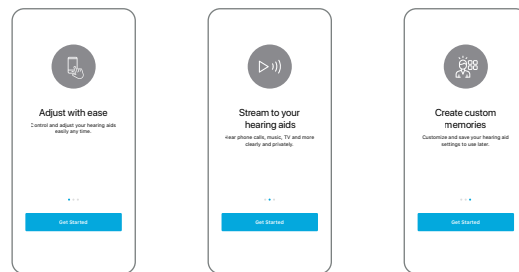 Adjust with ease
Control and adjust your hearing aids
easily any time.
Get Started
Stream to your
hearing aids
Hear phone calls, music, TV and more
clearly and privately.
Get Started
Create custom
memories
Customize and save your hearing aid
settings to use later.
Get Started